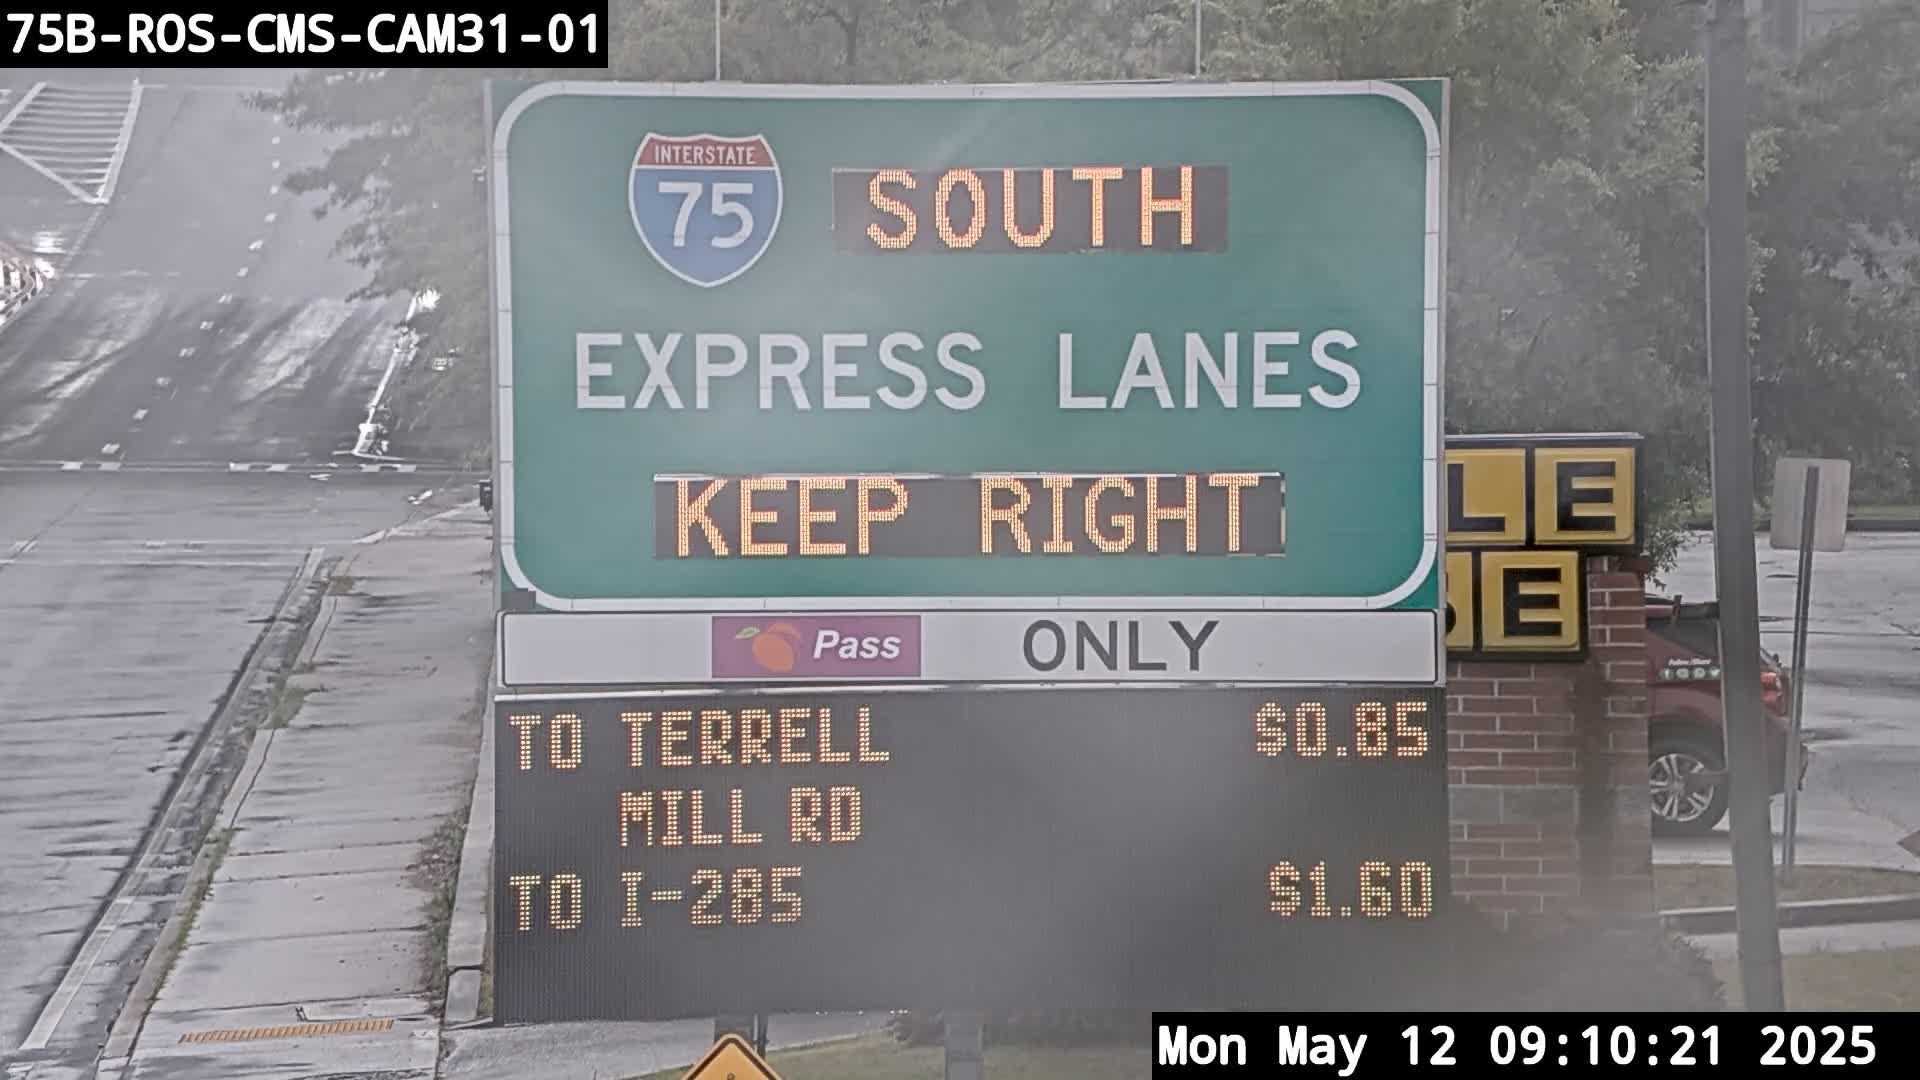 75B-ROS-CMS-CAM31-01
INTERSTATE
75
SOUTH
EXPRESS LANES
KEEP RIGHT
Pass ONLY
TO TERRELL $0.85
MILL RD
TO I-285 $1.60
LE
E
Mon May 12 09:10:21 2025